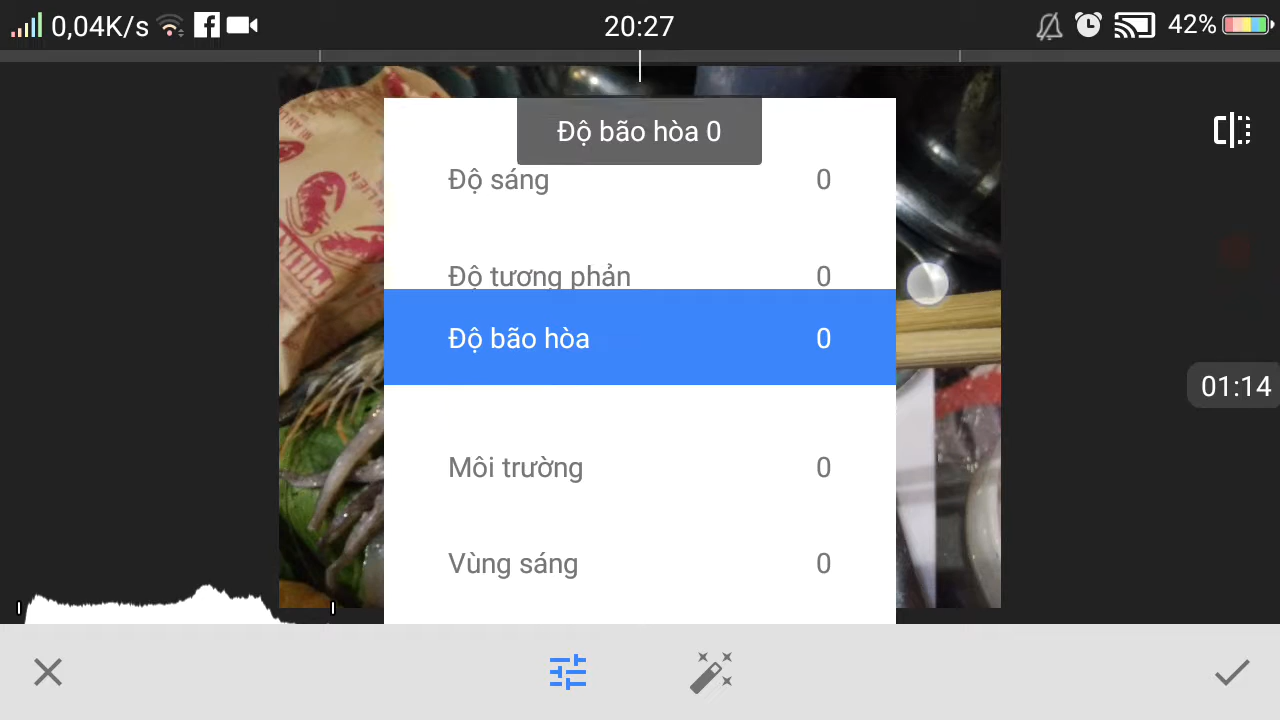 0,04K/s 20:27 42%
Độ bão hòa 0
Độ sáng 0
Độ tương phản 0
Độ bão hòa 0
01:14
Môi trường 0
Vùng sáng 0